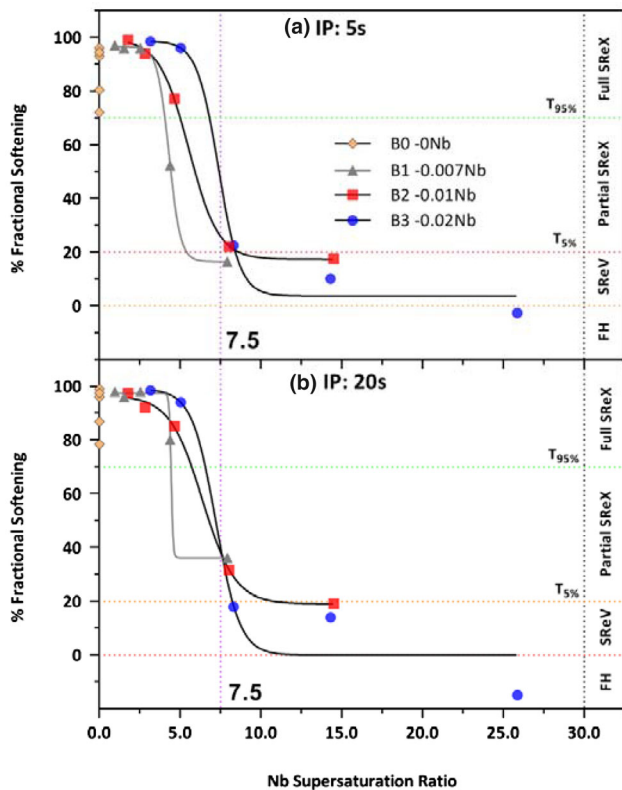 (a) IP: 5s
100
80
60
40
20
0
% Fractional Softening
T95%
T5%
B0 -0Nb
B1 -0.007Nb
B2 -0.01Nb
B3 -0.02Nb
7.5
Full SReX
Partial SReX
SReV
FH
(b) IP: 20s
100
80
60
40
20
0
% Fractional Softening
T95%
T5%
7.5
Full SReX
Partial SReX
SReV
FH
0.0 5.0 10.0 15.0 20.0 25.0 30.0
Nb Supersaturation Ratio